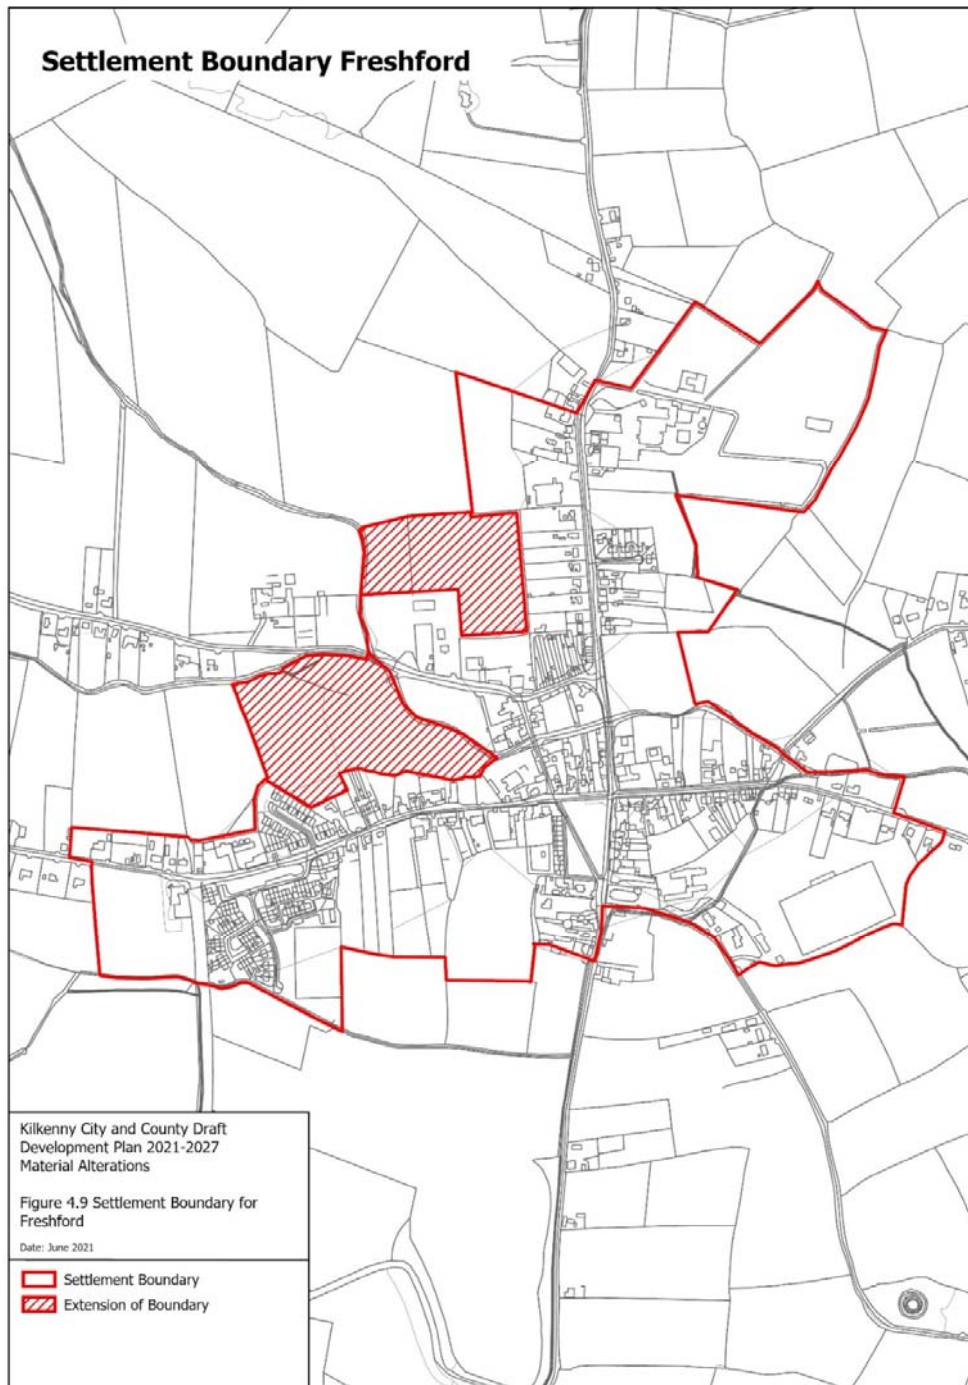 Settlement Boundary Freshford
Kilkenny City and County Draft
Development Plan 2021-2027
Material Alterations
Figure 4.9 Settlement Boundary for
Freshford
Date: June 2021
Settlement Boundary
Extension of Boundary